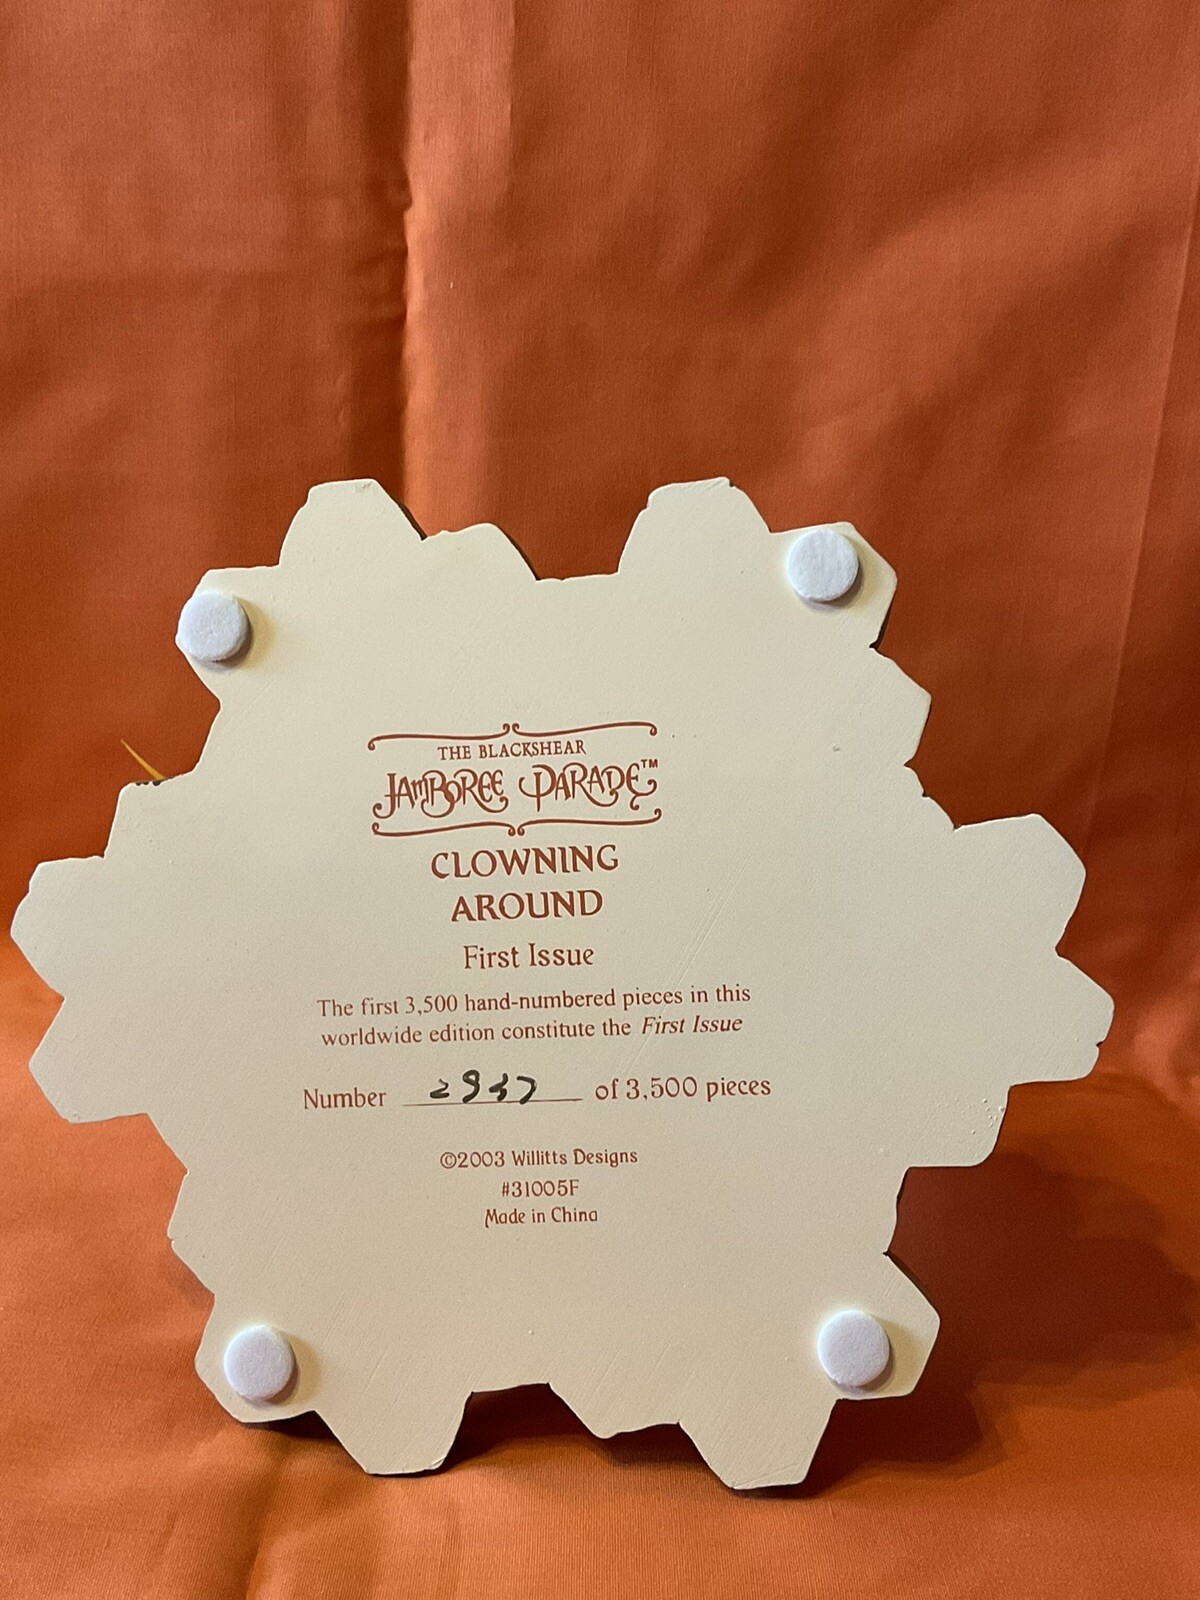 THE BLACKSHEAR
JAMBOREE PARADE™
CLOWNING
AROUND
First Issue
The first 3,500 hand-numbered pieces in this
worldwide edition constitute the First Issue
Number 2937 of 3,500 pieces
©2003 Willitts Designs
#31005F
Made in China